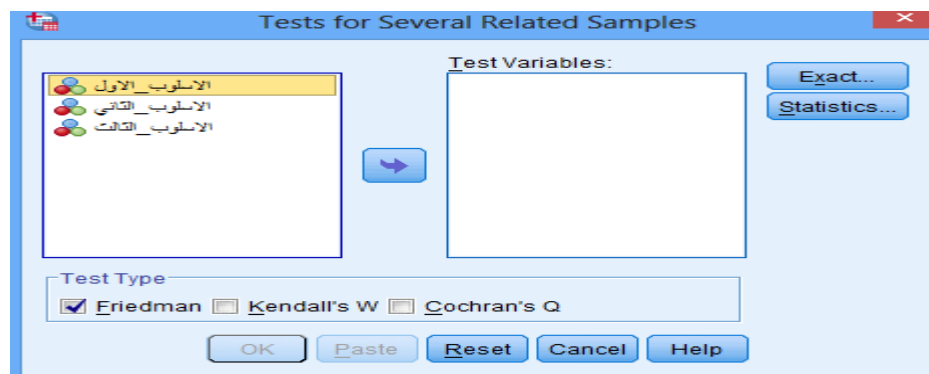 Tests for Several Related Samples
Test Variables:
الاسلوب_الاول
الاسلوب_الثاني
الاسلوب_الثالث
Exact...
Statistics...
Test Type
Friedman Kendall's W Cochran's Q
OK Paste Reset Cancel Help